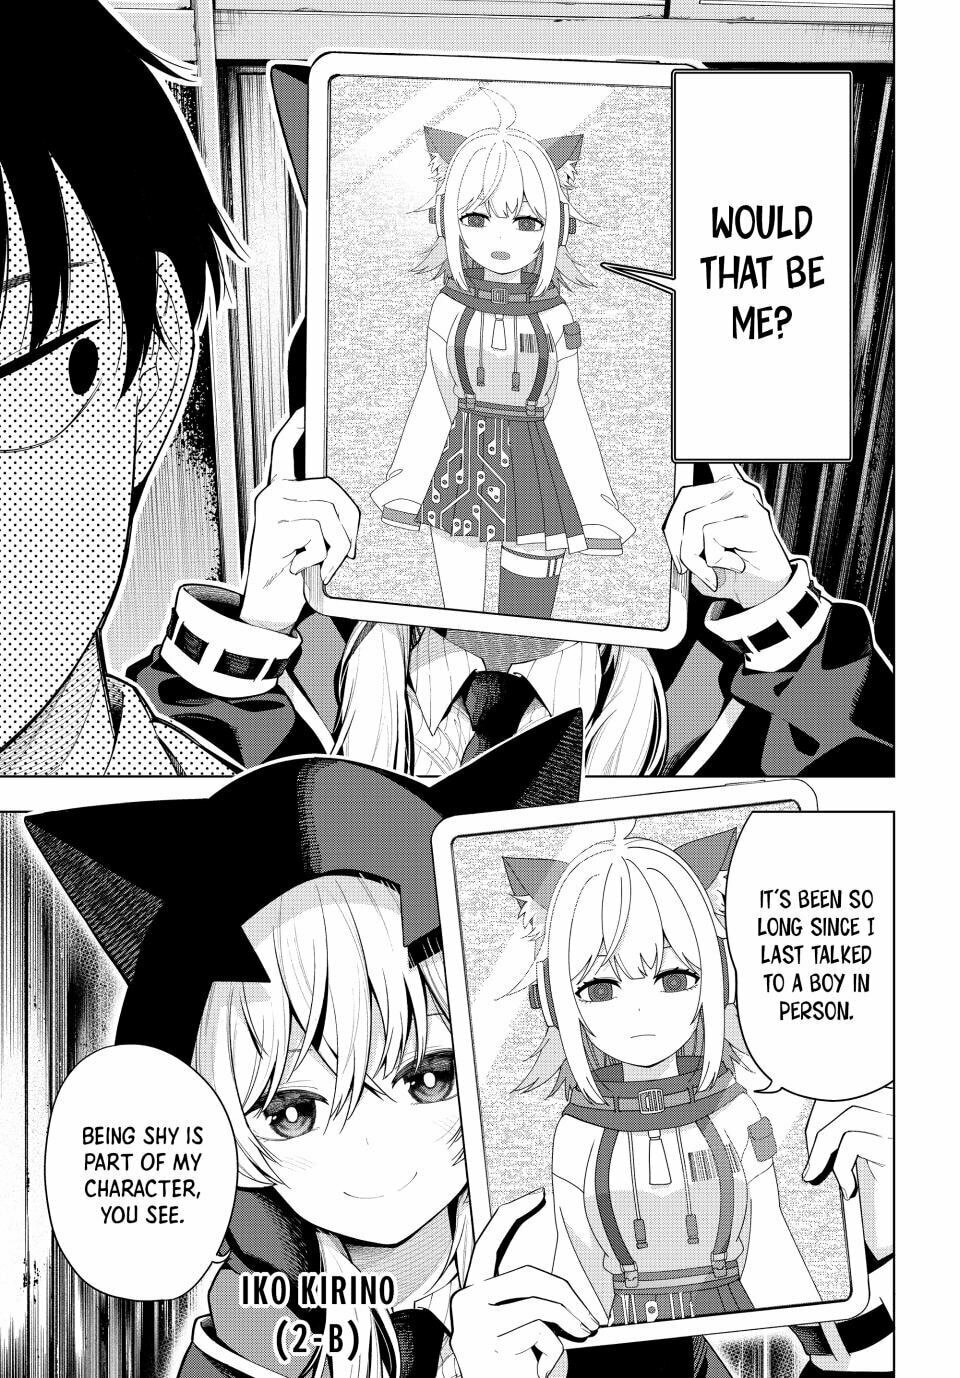 WOULD
THAT BE
ME?
IT'S BEEN SO
LONG SINCE I
LAST TALKED
TO A BOY IN
PERSON.
BEING SHY IS
PART OF MY
CHARACTER,
YOU SEE.
IKO KIRINO
(2-B)